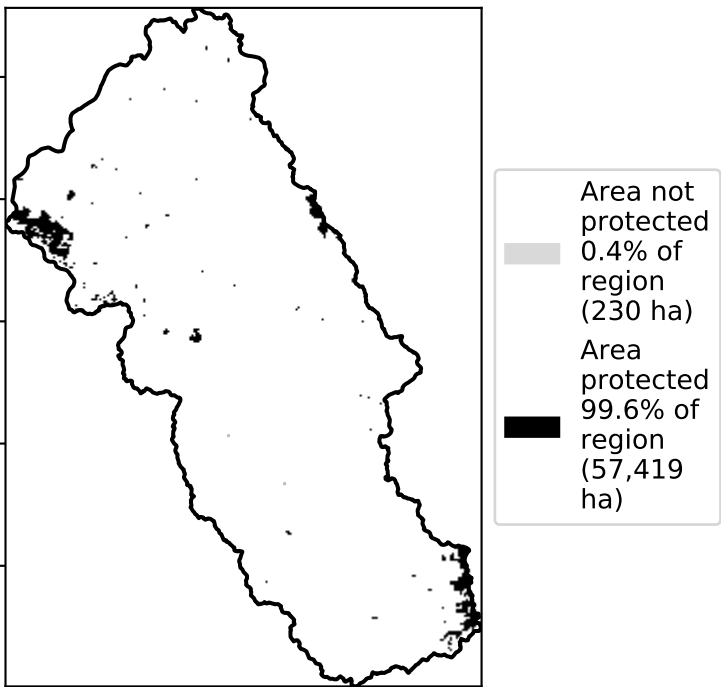 Area not
protected
0.4% of
region
(230 ha)
Area
protected
99.6% of
region
(57,419
ha)